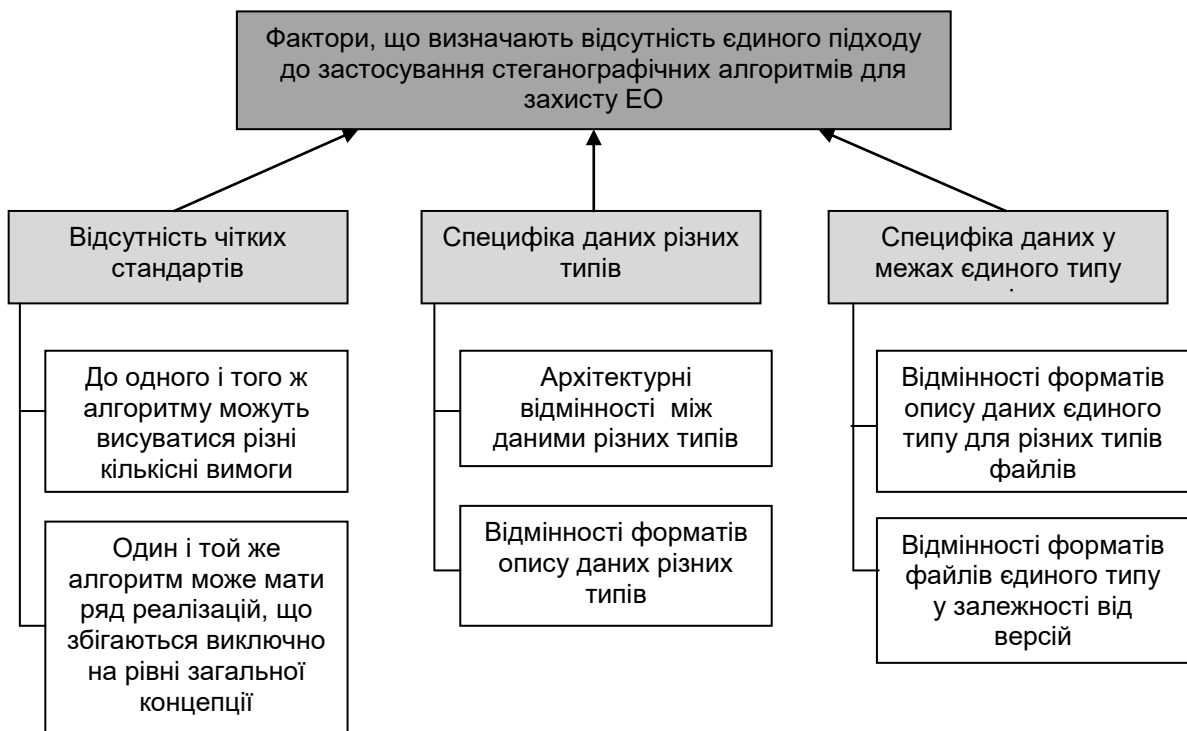 Фактори, що визначають відсутність єдиного підходу
до застосування стеганографічних алгоритмів для
захисту ЕО
Відсутність чітких
стандартів
До одного і того ж
алгоритму можуть
висуватися різні
кількісні вимоги
Один і той же
алгоритм може мати
ряд реалізацій, що
збігаються виключно
на рівні загальної
концепції
Специфіка даних різних
типів
Архітектурні
відмінності між
даними різних типів
Відмінності форматів
опису даних різних
типів
Специфіка даних у
межах єдиного типу
Відмінності форматів
опису даних єдиного
типу для різних типів
файлів
Відмінності форматів
файлів єдиного типу
у залежності від
версій